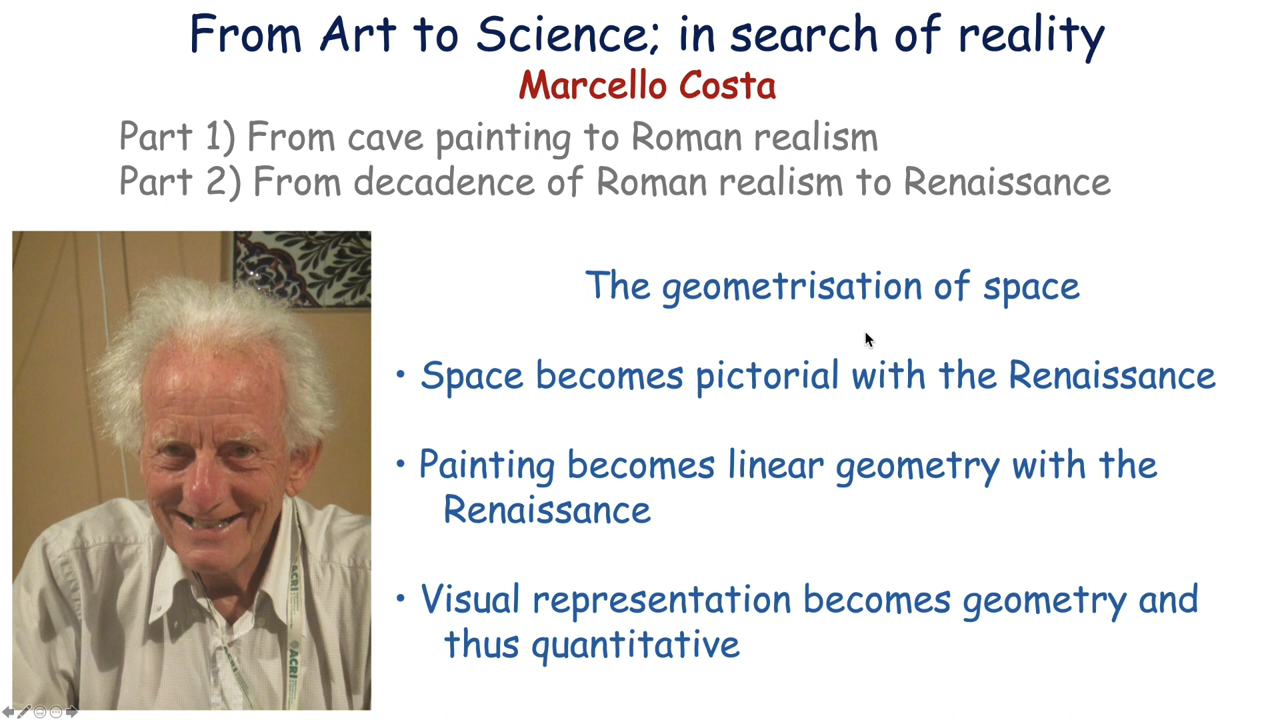 From Art to Science; in search of reality
Marcello Costa
Part 1) From cave painting to Roman realism
Part 2) From decadence of Roman realism to Renaissance
The geometrisation of space
• Space becomes pictorial with the Renaissance
• Painting becomes linear geometry with the
Renaissance
• Visual representation becomes geometry and
thus quantitative
ACRI
ACRI